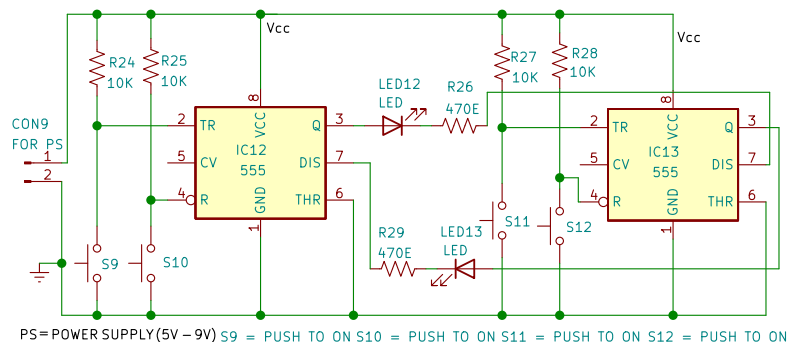 Vcc
Vcc
R24
10K
R25
10K
R27
10K
R28
10K
LED12
LED
R26
470E
CON9
FOR PS
1
2
2
TR
5
CV
4
R
8
VCC
IC12
555
GND
1
Q
3
DIS
7
THR
6
2
TR
5
CV
4
R
8
VCC
IC13
555
GND
1
Q
3
DIS
7
THR
6
S9
S10
S11
S12
R29
470E
LED13
LED
PS=POWER SUPPLY(5V-9V) S9 = PUSH TO ON S10 = PUSH TO ON S11 = PUSH TO ON S12 = PUSH TO ON